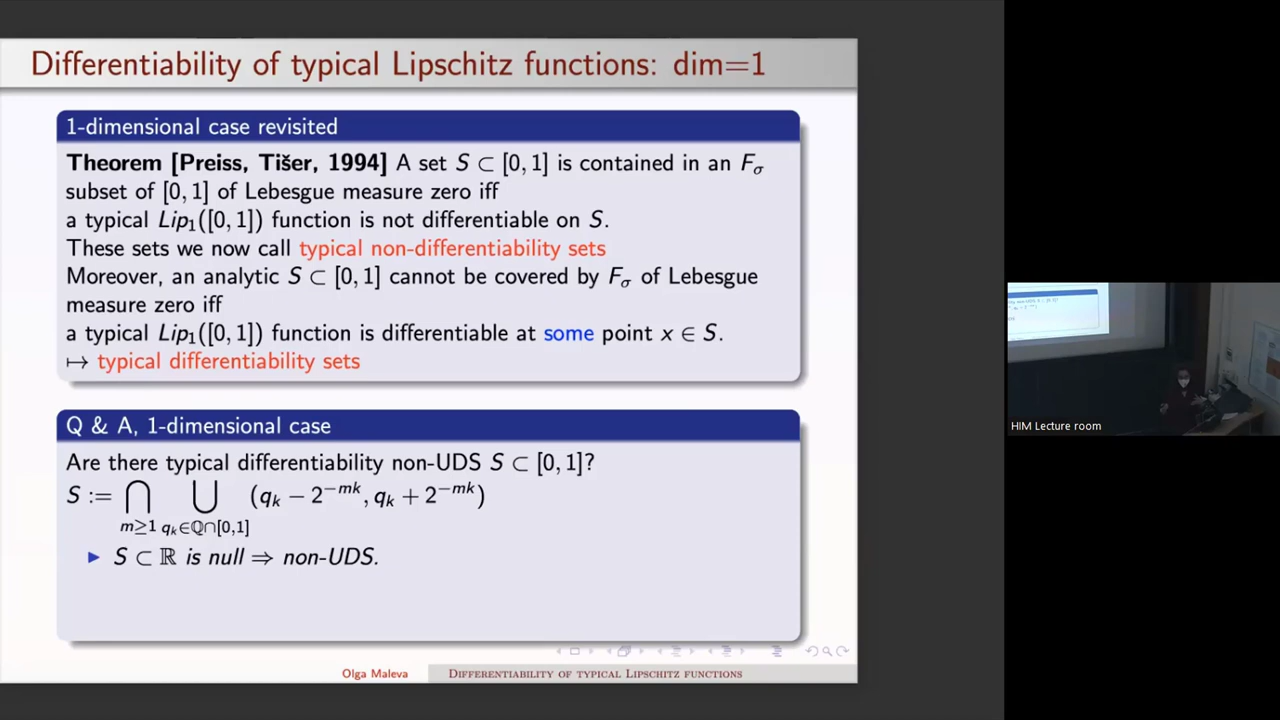 Differentiability of typical Lipschitz functions: dim=1
1-dimensional case revisited
Theorem [Preiss, Tišer, 1994] A set S ⊂ [0, 1] is contained in an Fσ
subset of [0, 1] of Lebesgue measure zero iff
a typical Lip₁([0, 1]) function is not differentiable on S.
These sets we now call typical non-differentiability sets
Moreover, an analytic S ⊂ [0, 1] cannot be covered by Fσ of Lebesgue
measure zero iff
a typical Lip₁([0, 1]) function is differentiable at some point x ∈ S.
↦ typical differentiability sets
Q & A, 1-dimensional case
Are there typical differentiability non-UDS S ⊂ [0, 1]?
S := ⋂ ⋃ (qₖ − 2^{−mk}, qₖ + 2^{−mk})
m≥1 qₖ∈ℚ∩[0,1]
▶ S ⊂ ℝ is null ⇒ non-UDS.
Olga Maleva
DIFFERENTIABILITY OF TYPICAL LIPSCHITZ FUNCTIONS
HIM Lecture room